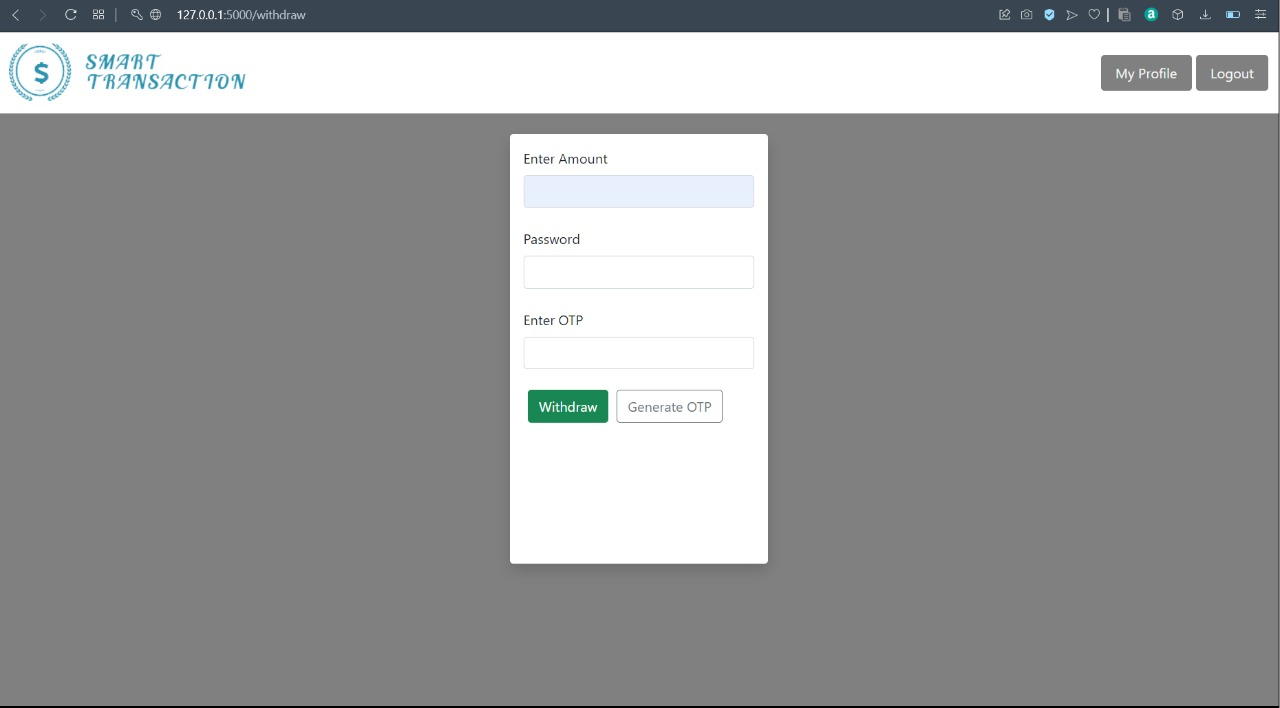 127.0.0.1:5000/withdraw
SMART
TRANSACTION
My Profile
Logout
Enter Amount
Password
Enter OTP
Withdraw
Generate OTP